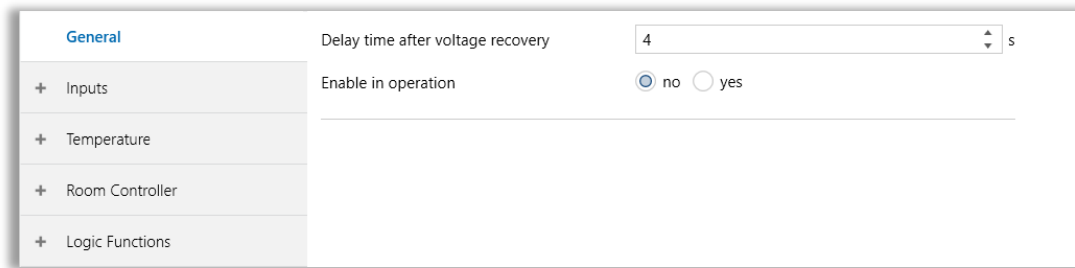 General
Delay time after voltage recovery 4 s
Enable in operation no yes
+ Inputs
+ Temperature
+ Room Controller
+ Logic Functions